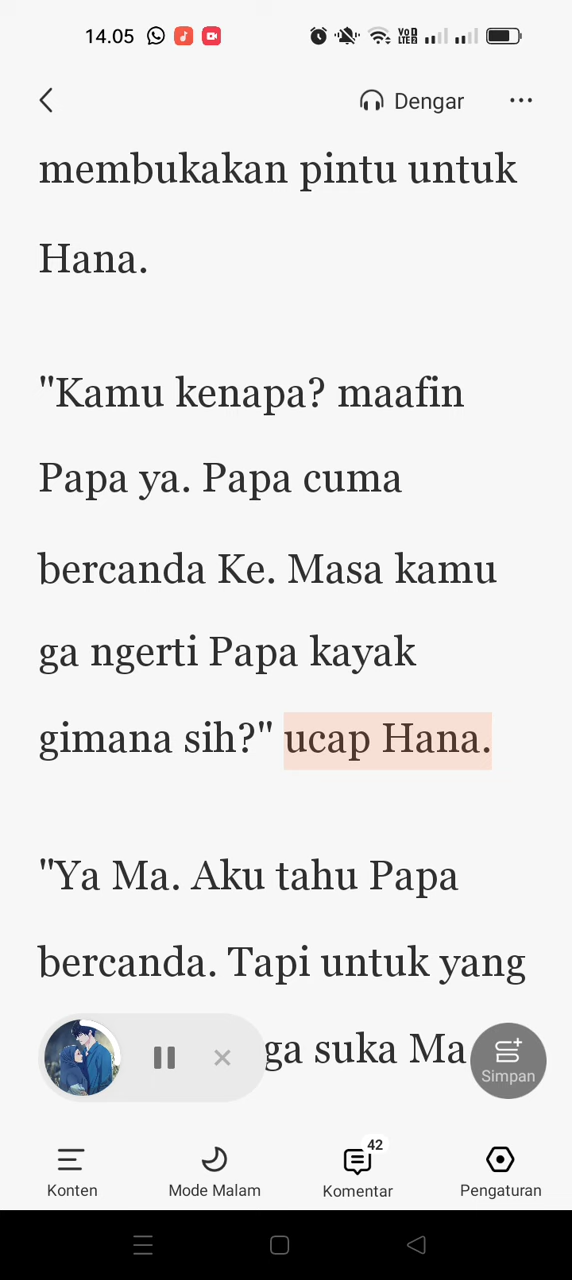 14.05
VoD
LTE2
Dengar
membukakan pintu untuk
Hana.
"Kamu kenapa? maafin
Papa ya. Papa cuma
bercanda Ke. Masa kamu
ga ngerti Papa kayak
gimana sih?" ucap Hana.
"Ya Ma. Aku tahu Papa
bercanda. Tapi untuk yang
ga suka Ma
Simpan
42
Konten
Mode Malam
Komentar
Pengaturan